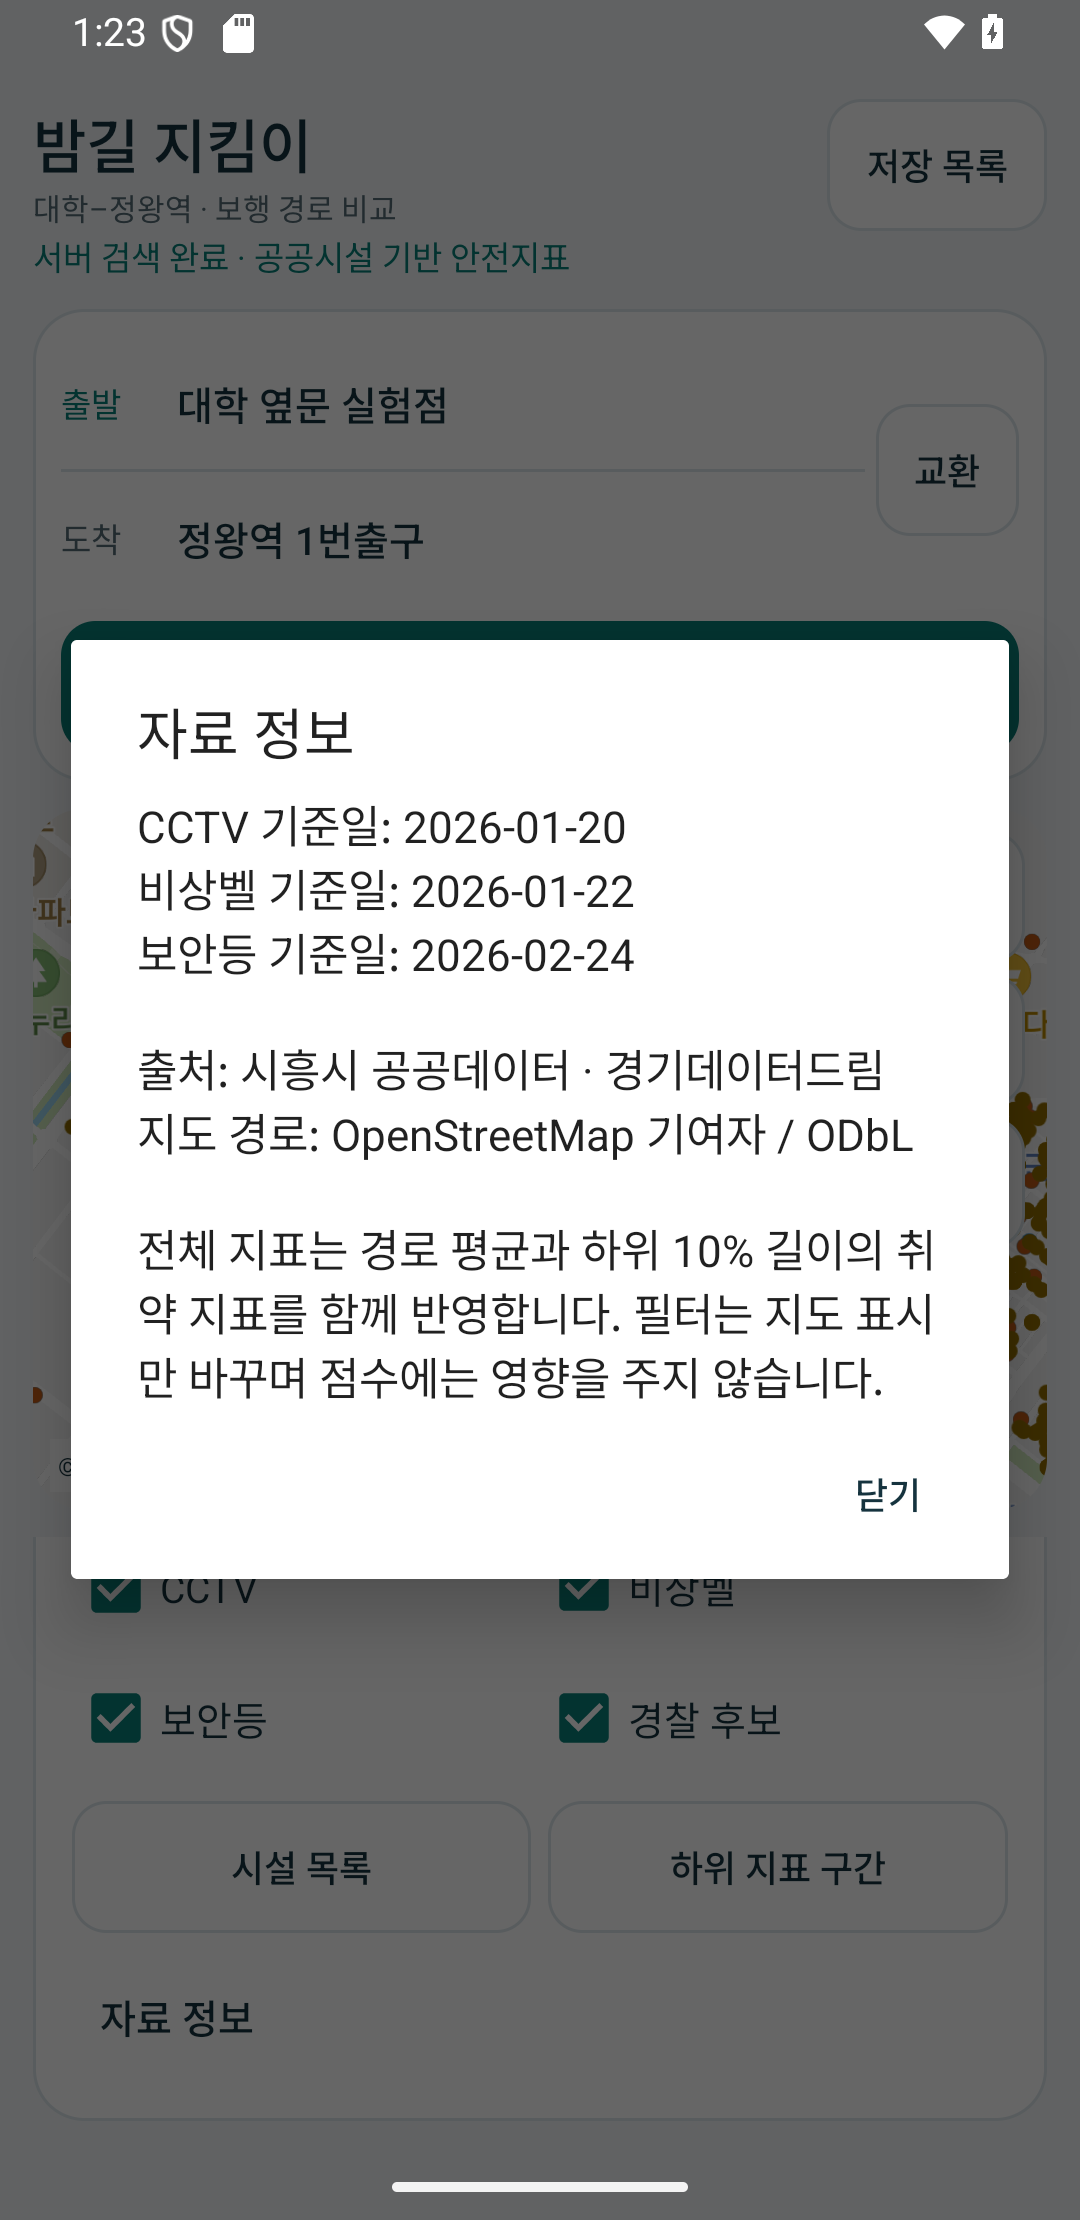 1:23
밤길 지킴이
대학–정왕역 · 보행 경로 비교
서버 검색 완료 · 공공시설 기반 안전지표
저장 목록
출발 대학 옆문 실험점
교환
도착 정왕역 1번출구
자료 정보
CCTV 기준일: 2026-01-20
비상벨 기준일: 2026-01-22
보안등 기준일: 2026-02-24
출처: 시흥시 공공데이터 · 경기데이터드림
지도 경로: OpenStreetMap 기여자 / ODbL
전체 지표는 경로 평균과 하위 10% 길이의 취
약 지표를 함께 반영합니다. 필터는 지도 표시
만 바꾸며 점수에는 영향을 주지 않습니다.
닫기
©
CCTV 비상벨
보안등 경찰 후보
시설 목록 하위 지표 구간
자료 정보